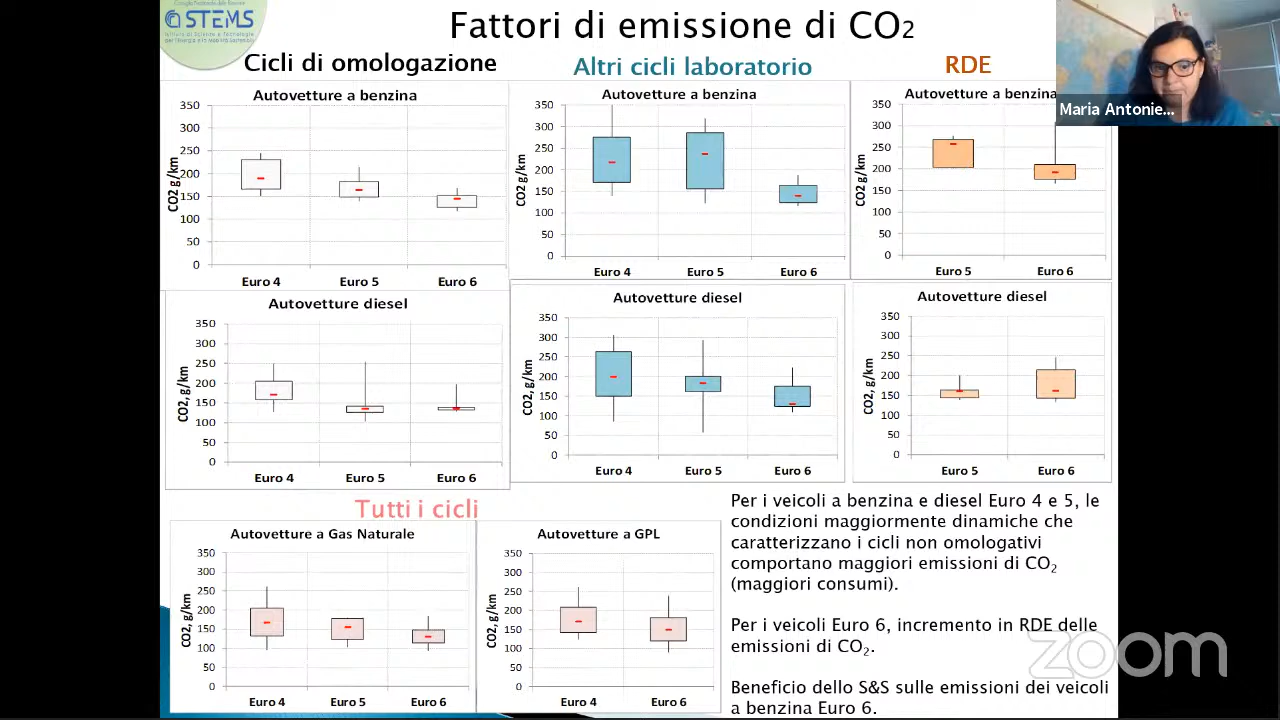 STEMS
Fattori di emissione di CO2
Maria Antonie...
Cicli di omologazione
Altri cicli laboratorio
RDE
Autovetture a benzina
CO2 g/km
350
300
250
200
150
100
50
0
Euro 4 Euro 5 Euro 6
Autovetture a benzina
CO2 g/km
350
300
250
200
150
100
50
0
Euro 4 Euro 5 Euro 6
Autovetture a benzina
CO2 g/km
350
300
250
200
150
100
50
0
Euro 5 Euro 6
Autovetture diesel
CO2, g/km
350
300
250
200
150
100
50
0
Euro 4 Euro 5 Euro 6
Autovetture diesel
CO2, g/km
350
300
250
200
150
100
50
0
Euro 4 Euro 5 Euro 6
Autovetture diesel
CO2, g/km
350
300
250
200
150
100
50
0
Euro 5 Euro 6
Tutti i cicli
Autovetture a Gas Naturale
CO2, g/km
350
300
250
200
150
100
50
0
Euro 4 Euro 5 Euro 6
Autovetture a GPL
CO2, g/km
350
300
250
200
150
100
50
0
Euro 4 Euro 6
Per i veicoli a benzina e diesel Euro 4 e 5, le
condizioni maggiormente dinamiche che
caratterizzano i cicli non omologativi
comportano maggiori emissioni di CO2
(maggiori consumi).
Per i veicoli Euro 6, incremento in RDE delle
emissioni di CO2.
Beneficio dello S&S sulle emissioni dei veicoli
a benzina Euro 6.
zoom